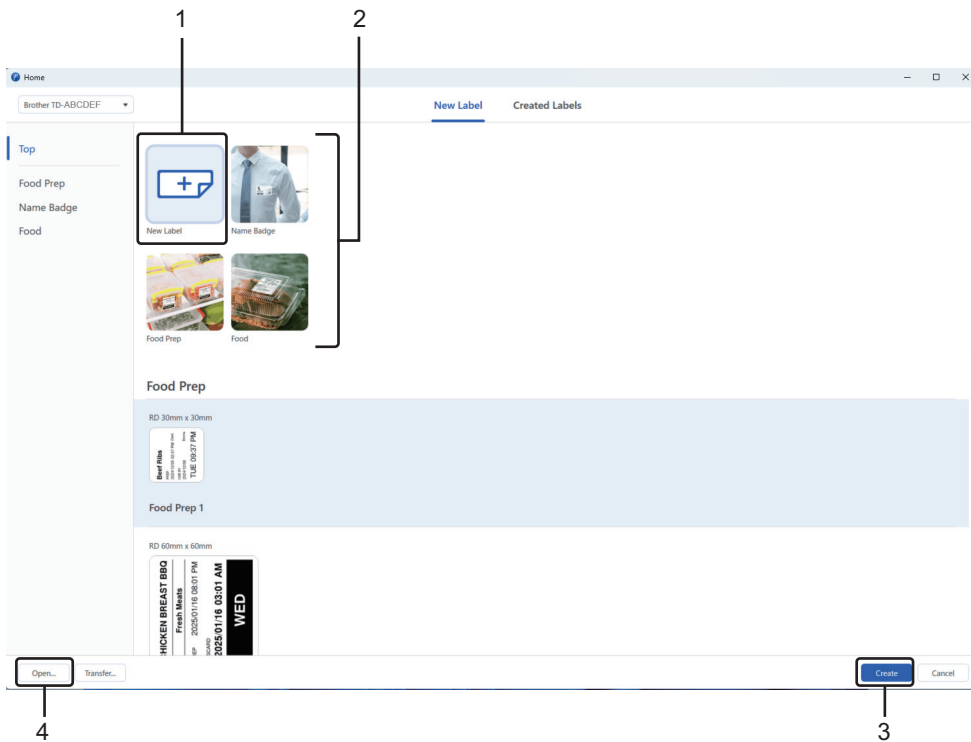 1
2
Home
Brother TD-ABCDEF
New Label
Created Labels
Top
Food Prep
Name Badge
Food
New Label
Name Badge
Food Prep
Food
Food Prep
RD 30mm x 30mm
Beef Ribs
TUE 09:37 PM
Food Prep 1
RD 60mm x 60mm
HICKEN BREAST BBQ
Fresh Meats
2025/01/16 08:01 PM
2025/01/16 03:01 AM
WED
Open...
Transfer...
Create
Cancel
4
3